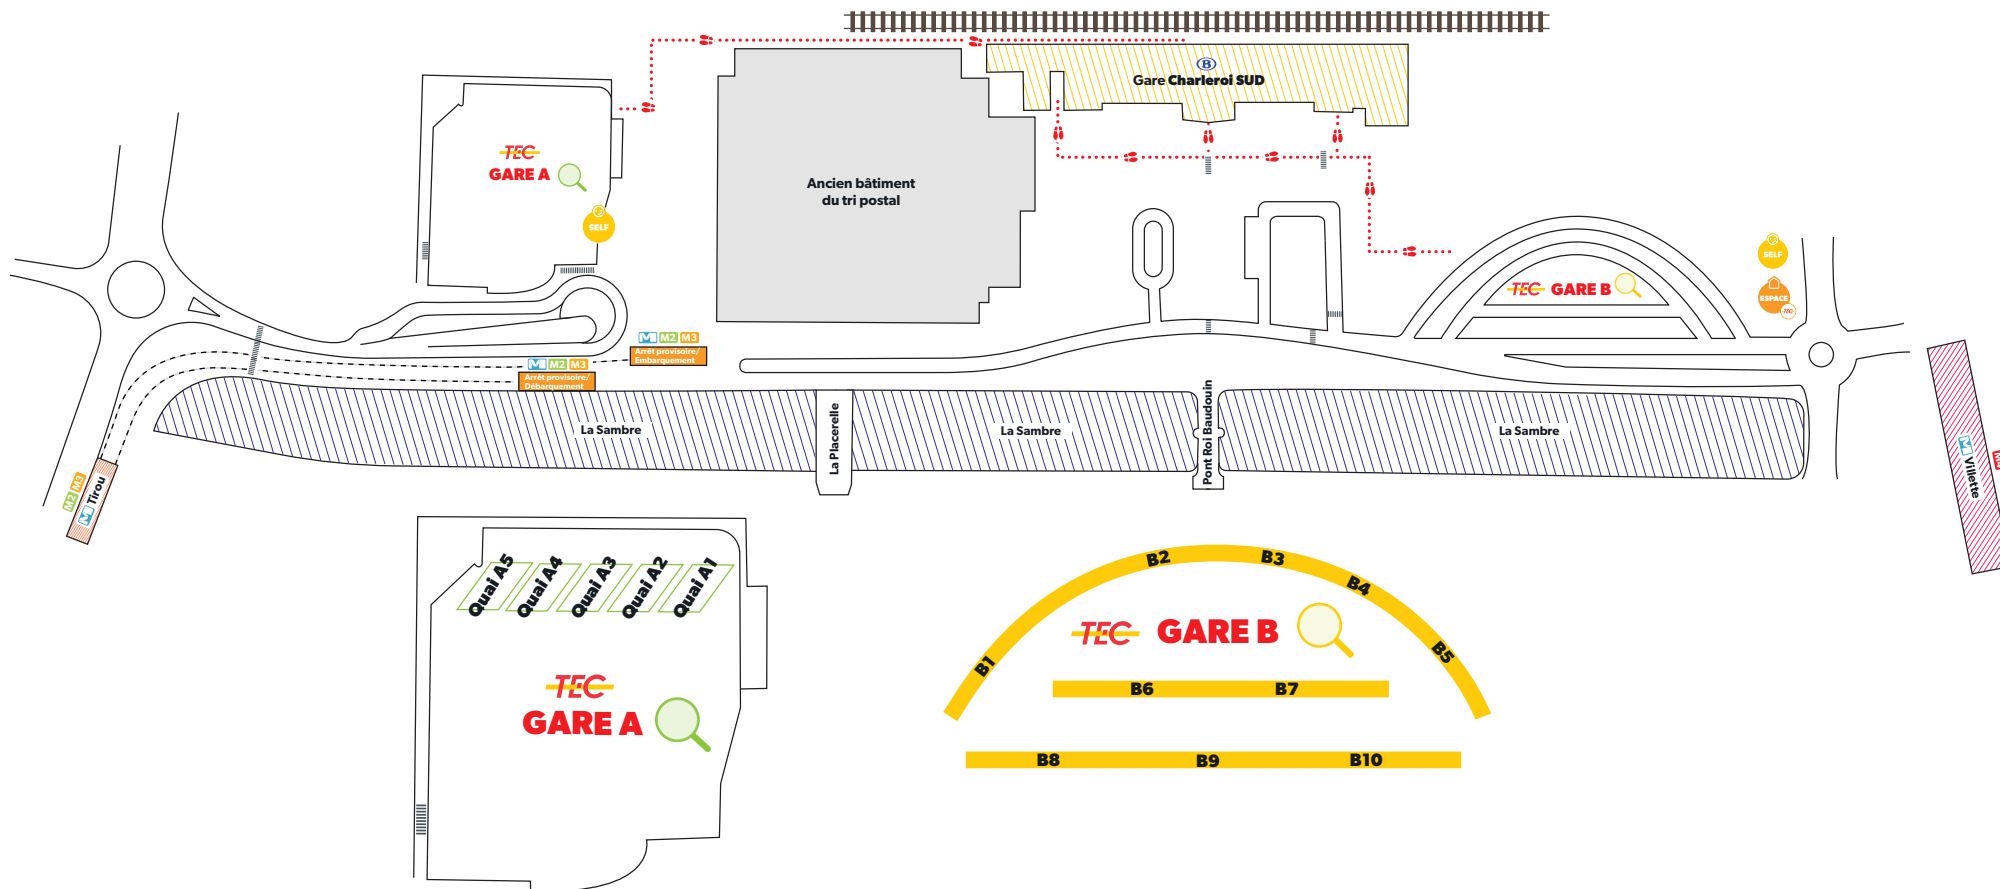 B
Gare Charleroi SUD
TEC
GARE A
SELF
Ancien bâtiment
du tri postal
SELF
ESPACE
TEC
TEC GARE B
M M2 M3
Arrêt provisoire/
Embarquement
M M2 M3
Arrêt provisoire/
Débarquement
La Sambre
La Placerelle
La Sambre
Pont Roi Baudouin
La Sambre
M2 M3
M Tirou
M Villette
Quai A5
Quai A4
Quai A3
Quai A2
Quai A1
TEC
GARE A
B1
B2
B3
B4
B5
TEC GARE B
B6
B7
B8
B9
B10